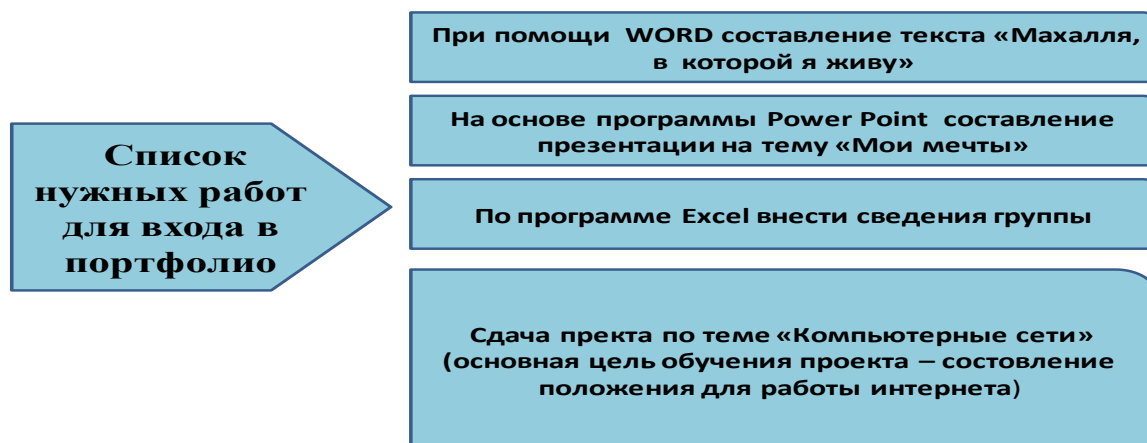 Список
нужных работ
для входа в
портфолио
При помощи WORD составление текста «Махалля,
в которой я живу»
На основе программы Power Point составление
презентации на тему «Мои мечты»
По программе Excel внести сведения группы
Сдача пректа по теме «Компьютерные сети»
(основная цель обучения проекта – состовление
положения для работы интернета)